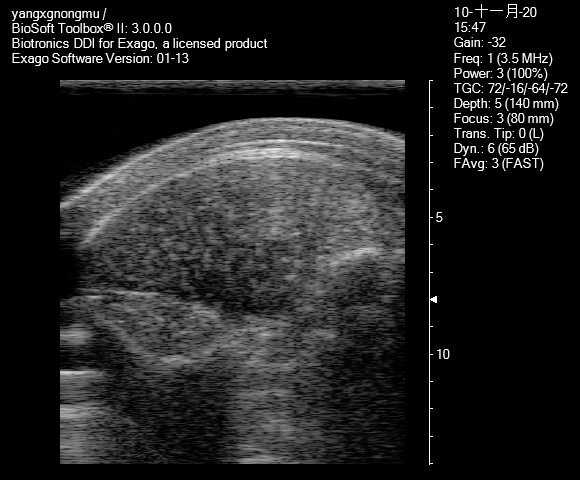 yangxgnongmu /
BioSoft Toolbox® II: 3.0.0.0
Biotronics DDI for Exago, a licensed product
Exago Software Version: 01-13
10-十一月-20
15:47
Gain: -32
Freq: 1 (3.5 MHz)
Power: 3 (100%)
TGC: 72/-16/-64/-72
Depth: 5 (140 mm)
Focus: 3 (80 mm)
Trans. Tip: 0 (L)
Dyn.: 6 (65 dB)
FAvg: 3 (FAST)
5
10